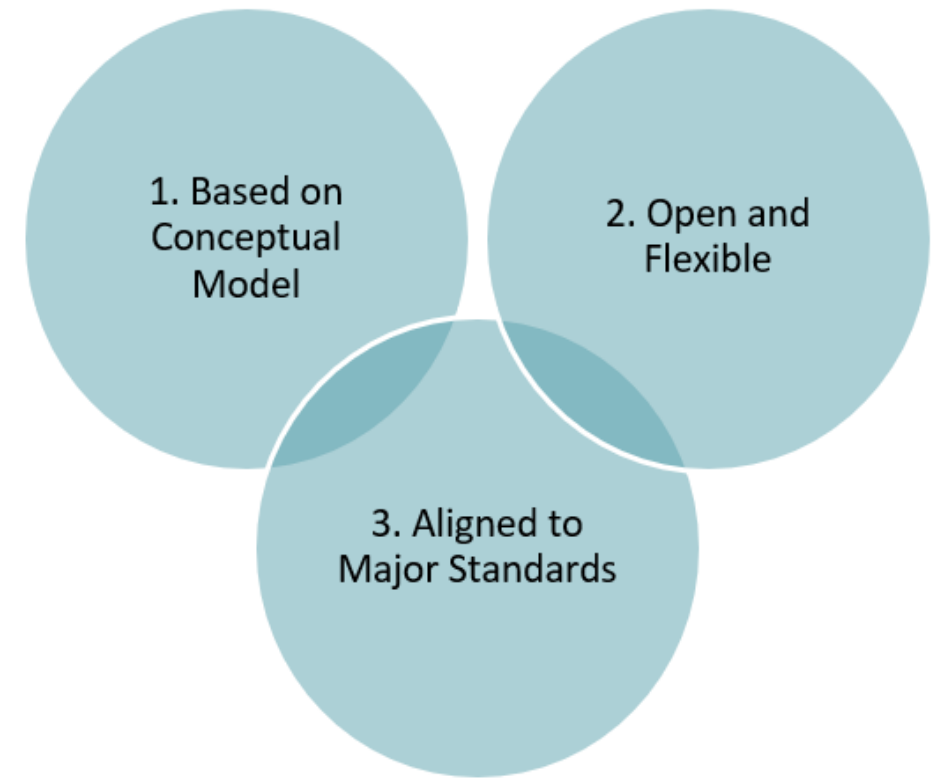 1. Based on
Conceptual
Model
2. Open and
Flexible
3. Aligned to
Major Standards